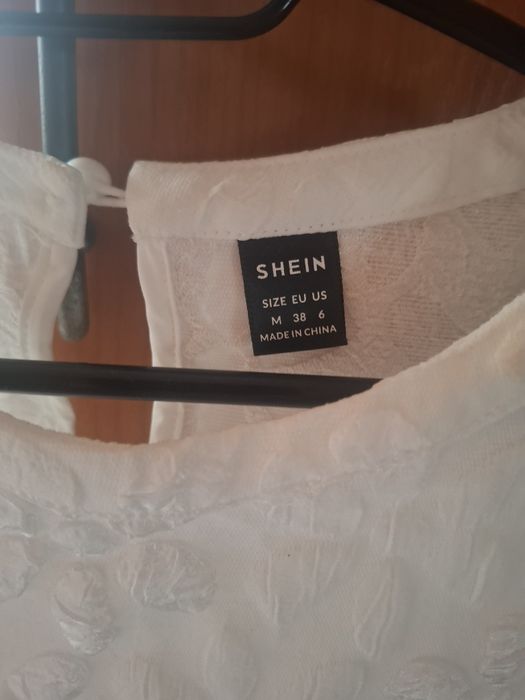 SHEIN
SIZE EU US
M 38 6
MADE IN CHINA